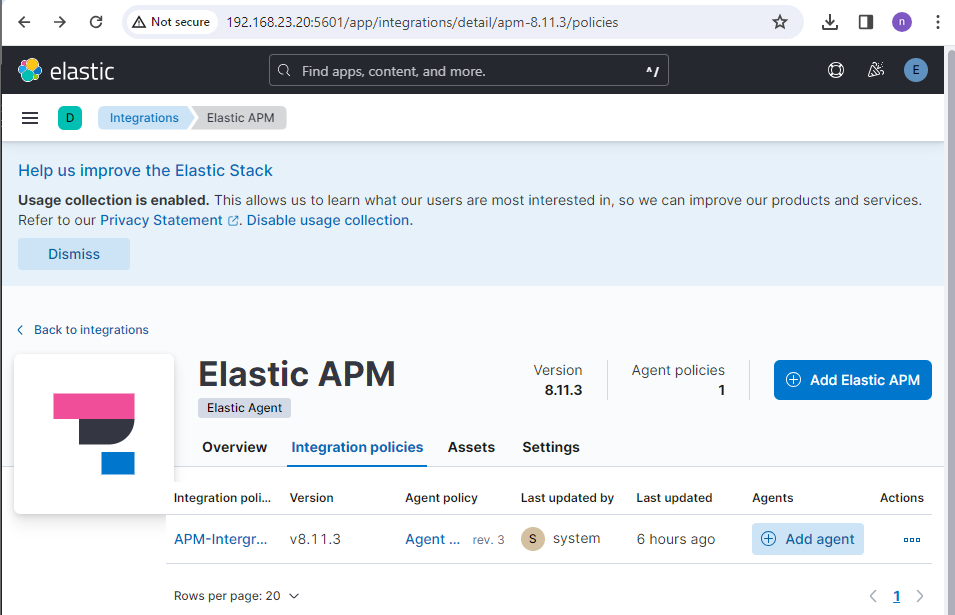 Not secure 192.168.23.20:5601/app/integrations/detail/apm-8.11.3/policies n
elastic Find apps, content, and more. ^/ E
D Integrations Elastic APM
Help us improve the Elastic Stack
Usage collection is enabled. This allows us to learn what our users are most interested in, so we can improve our products and services.
Refer to our Privacy Statement. Disable usage collection.
Dismiss
Back to integrations
Elastic APM
Elastic Agent
Version
8.11.3
Agent policies
1
Add Elastic APM
Overview Integration policies Assets Settings
Integration poli... Version Agent policy Last updated by Last updated Agents Actions
APM-Intergr... v8.11.3 Agent ... rev. 3 S system 6 hours ago Add agent
Rows per page: 20 1